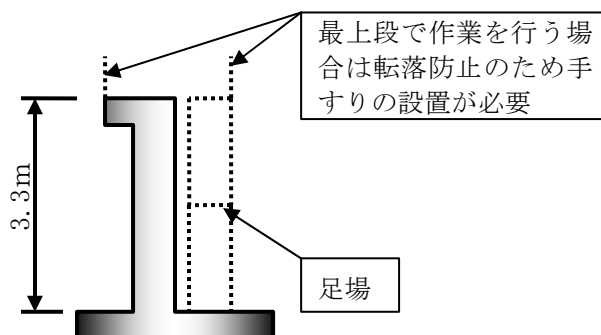 最上段で作業を行う場
合は転落防止のため手
すりの設置が必要
3.3m
足場